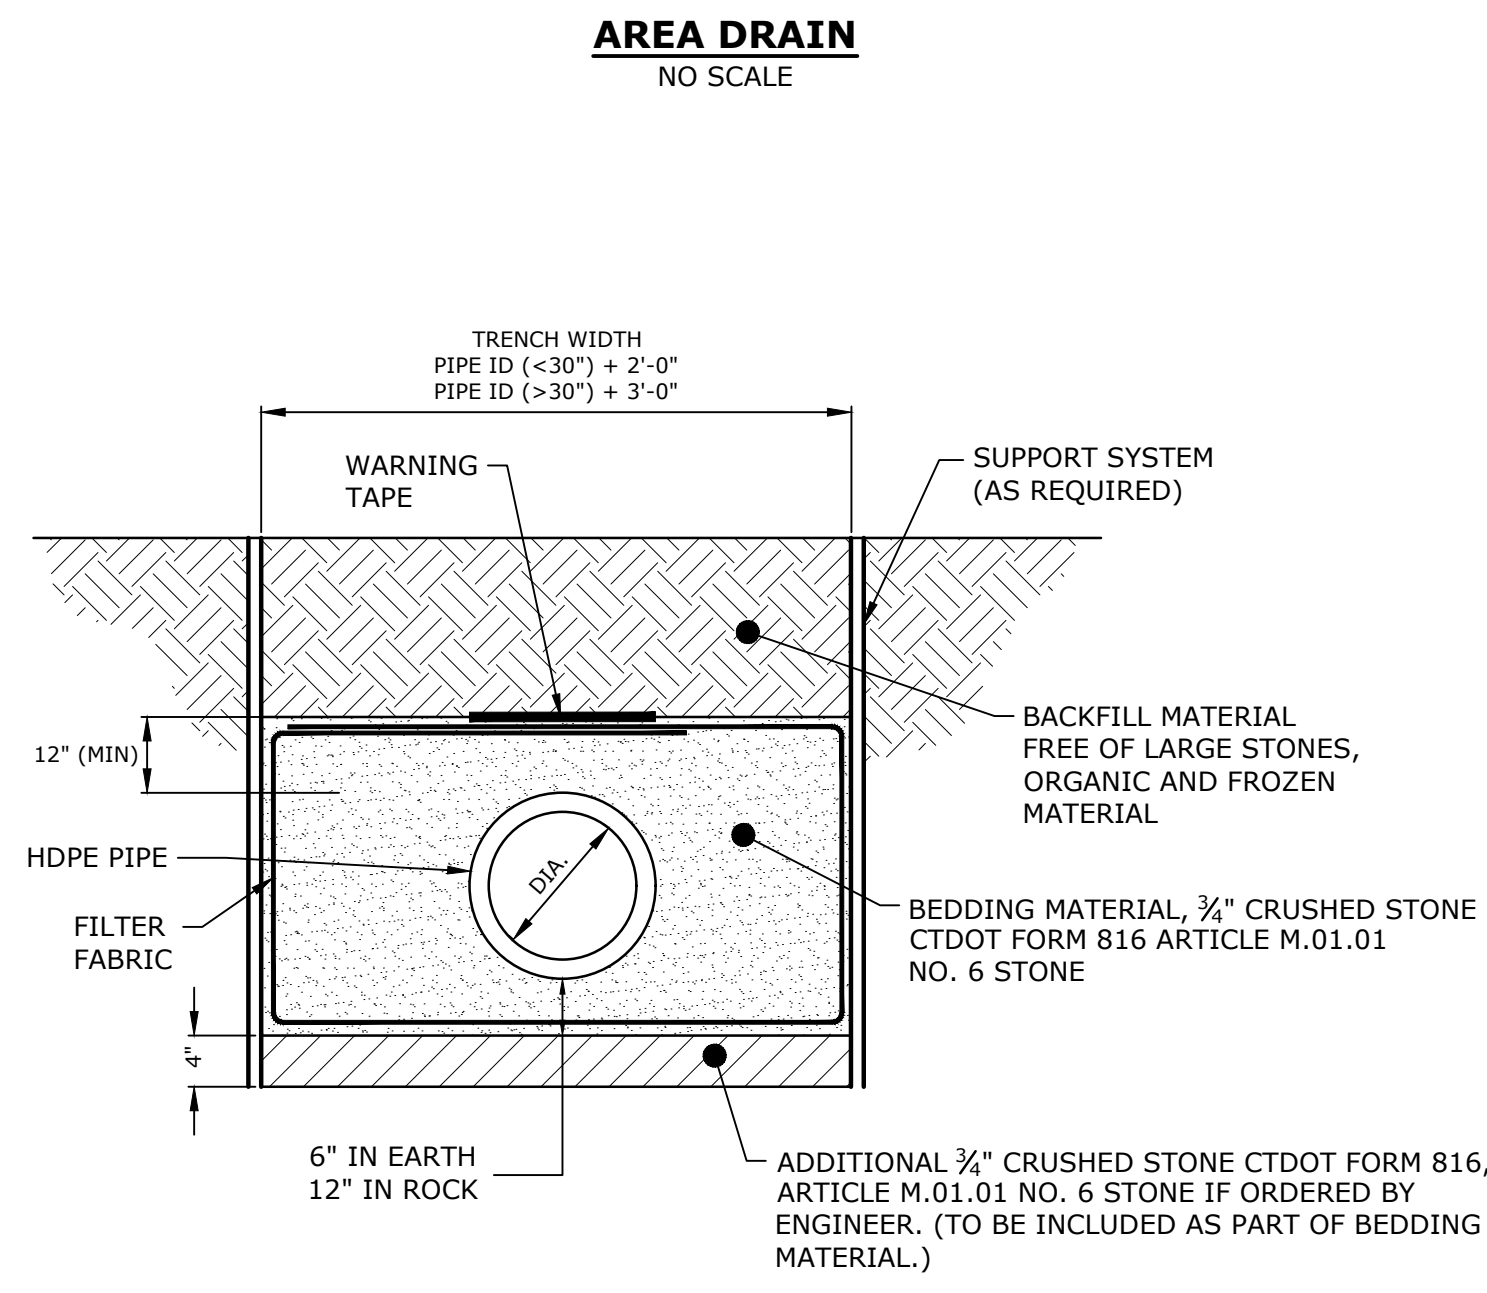 AREA DRAIN
NO SCALE
TRENCH WIDTH
PIPE ID (<30") + 2'-0"
PIPE ID (>30") + 3'-0"
WARNING
TAPE
SUPPORT SYSTEM
(AS REQUIRED)
12" (MIN)
BACKFILL MATERIAL
FREE OF LARGE STONES,
ORGANIC AND FROZEN
MATERIAL
HDPE PIPE
DIA.
FILTER
FABRIC
BEDDING MATERIAL, ¾" CRUSHED STONE
CTDOT FORM 816 ARTICLE M.01.01
NO. 6 STONE
4"
6" IN EARTH
12" IN ROCK
ADDITIONAL ¾" CRUSHED STONE CTDOT FORM 816,
ARTICLE M.01.01 NO. 6 STONE IF ORDERED BY
ENGINEER. (TO BE INCLUDED AS PART OF BEDDING
MATERIAL.)